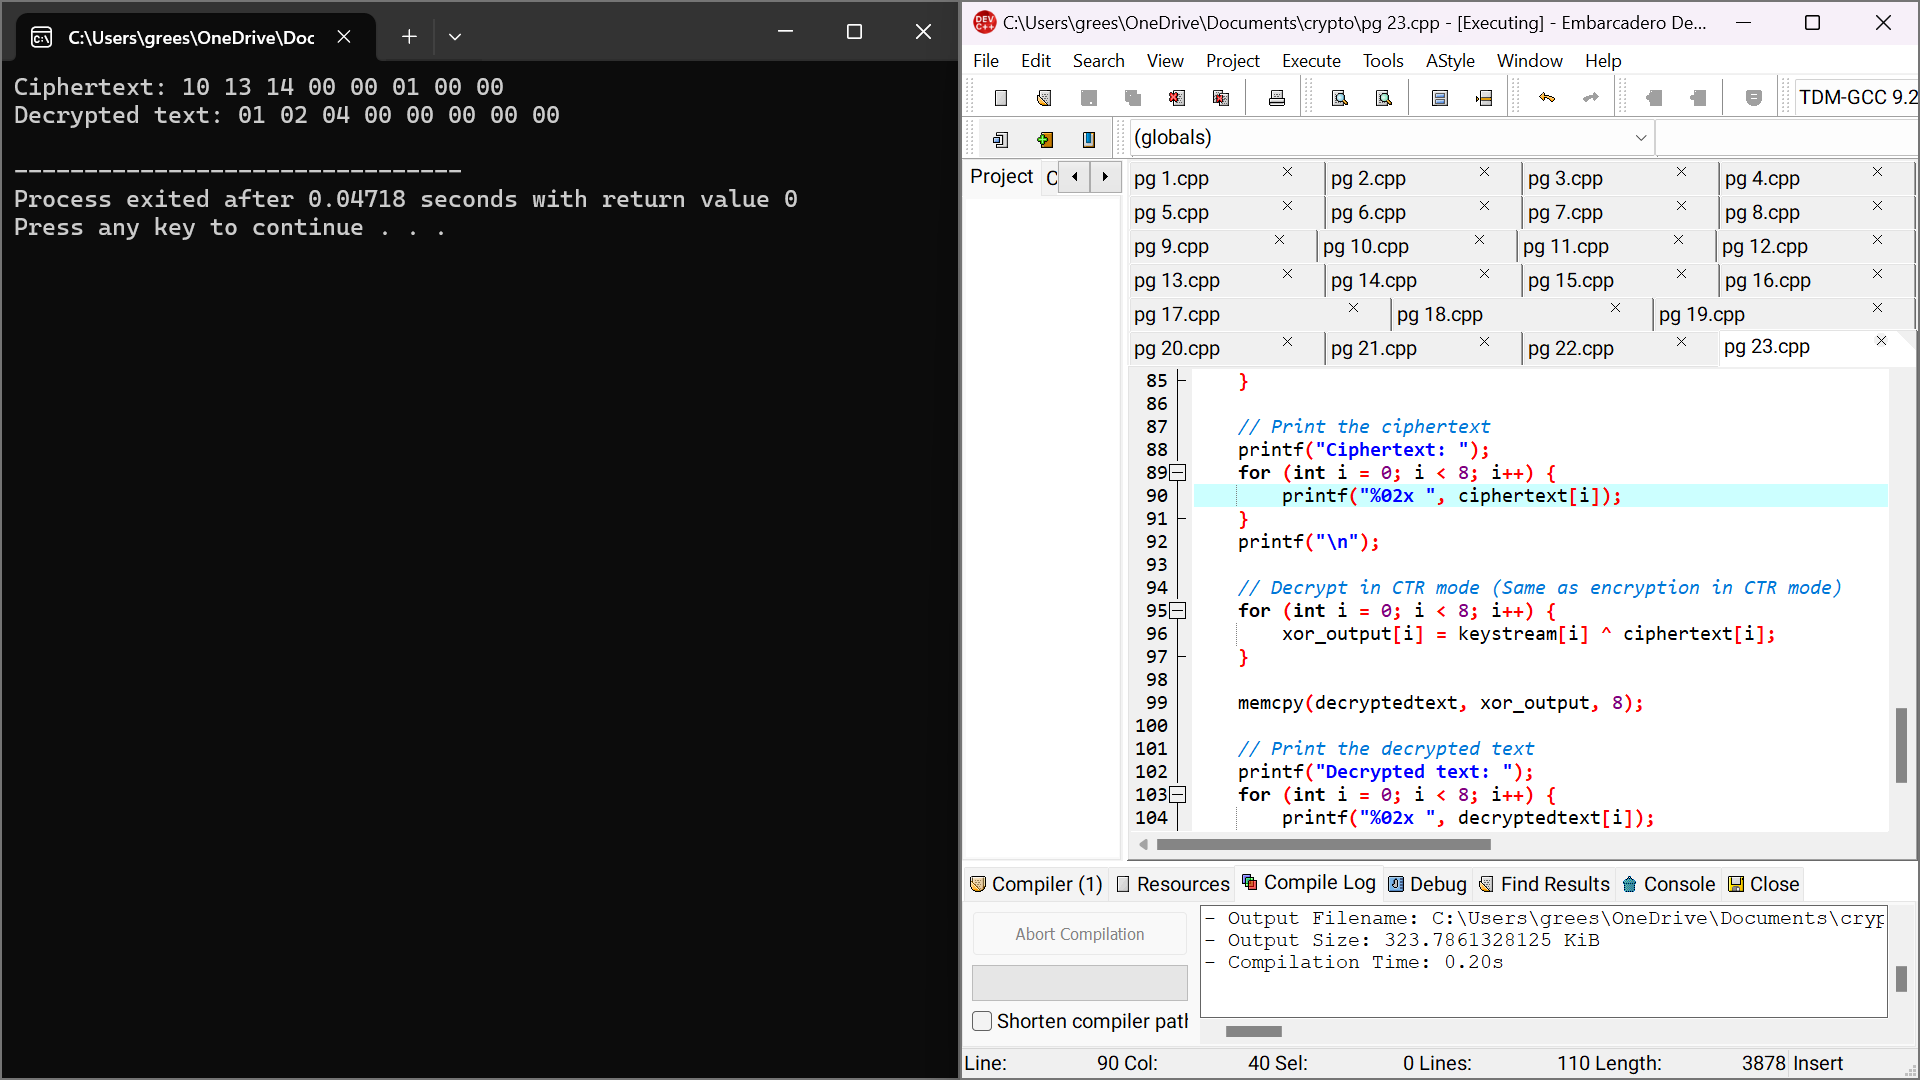 C:\Users\grees\OneDrive\Doc
Ciphertext: 10 13 14 00 00 01 00 00
Decrypted text: 01 02 04 00 00 00 00 00
--------------------------------
Process exited after 0.04718 seconds with return value 0
Press any key to continue . . .
C:\Users\grees\OneDrive\Documents\crypto\pg 23.cpp - [Executing] - Embarcadero De...
File Edit Search View Project Execute Tools AStyle Window Help
TDM-GCC 9.2
(globals)
Project C
pg 1.cpp pg 2.cpp pg 3.cpp pg 4.cpp
pg 5.cpp pg 6.cpp pg 7.cpp pg 8.cpp
pg 9.cpp pg 10.cpp pg 11.cpp pg 12.cpp
pg 13.cpp pg 14.cpp pg 15.cpp pg 16.cpp
pg 17.cpp pg 18.cpp pg 19.cpp
pg 20.cpp pg 21.cpp pg 22.cpp pg 23.cpp
85 }
86
87 // Print the ciphertext
88 printf("Ciphertext: ");
89 for (int i = 0; i < 8; i++) {
90 printf("%02x ", ciphertext[i]);
91 }
92 printf("\n");
93
94 // Decrypt in CTR mode (Same as encryption in CTR mode)
95 for (int i = 0; i < 8; i++) {
96 xor_output[i] = keystream[i] ^ ciphertext[i];
97 }
98
99 memcpy(decryptedtext, xor_output, 8);
100
101 // Print the decrypted text
102 printf("Decrypted text: ");
103 for (int i = 0; i < 8; i++) {
104 printf("%02x ", decryptedtext[i]);
Compiler (1) Resources Compile Log Debug Find Results Console Close
Abort Compilation
Shorten compiler path
- Output Filename: C:\Users\grees\OneDrive\Documents\cryp
- Output Size: 323.7861328125 KiB
- Compilation Time: 0.20s
Line: 90 Col: 40 Sel: 0 Lines: 110 Length: 3878 Insert